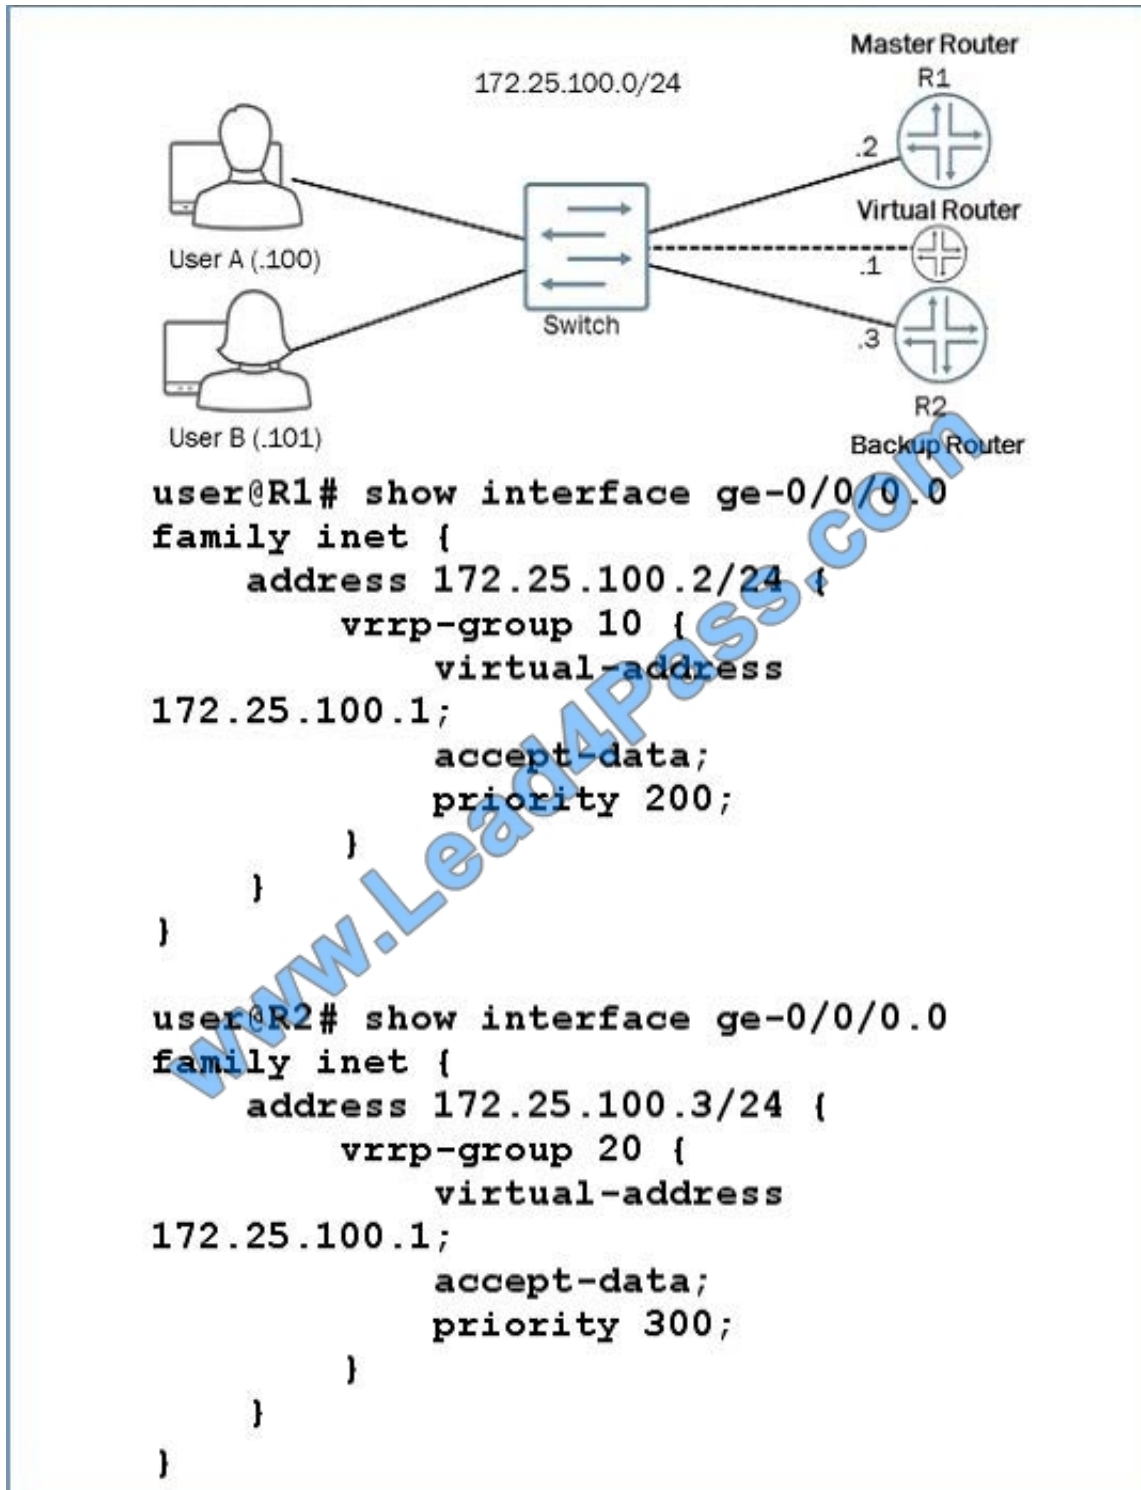 Master Router
R1
172.25.100.0/24
.2
Virtual Router
.1
User A (.100)
Switch
.3
R2
User B (.101)
Backup Router
user@R1# show interface ge-0/0/0.0
family inet {
address 172.25.100.2/24 {
vrrp-group 10 {
virtual-address
172.25.100.1;
accept-data;
priority 200;
}
}
}
user@R2# show interface ge-0/0/0.0
family inet {
address 172.25.100.3/24 {
vrrp-group 20 {
virtual-address
172.25.100.1;
accept-data;
priority 300;
}
}
}
www.Lead4Pass.com